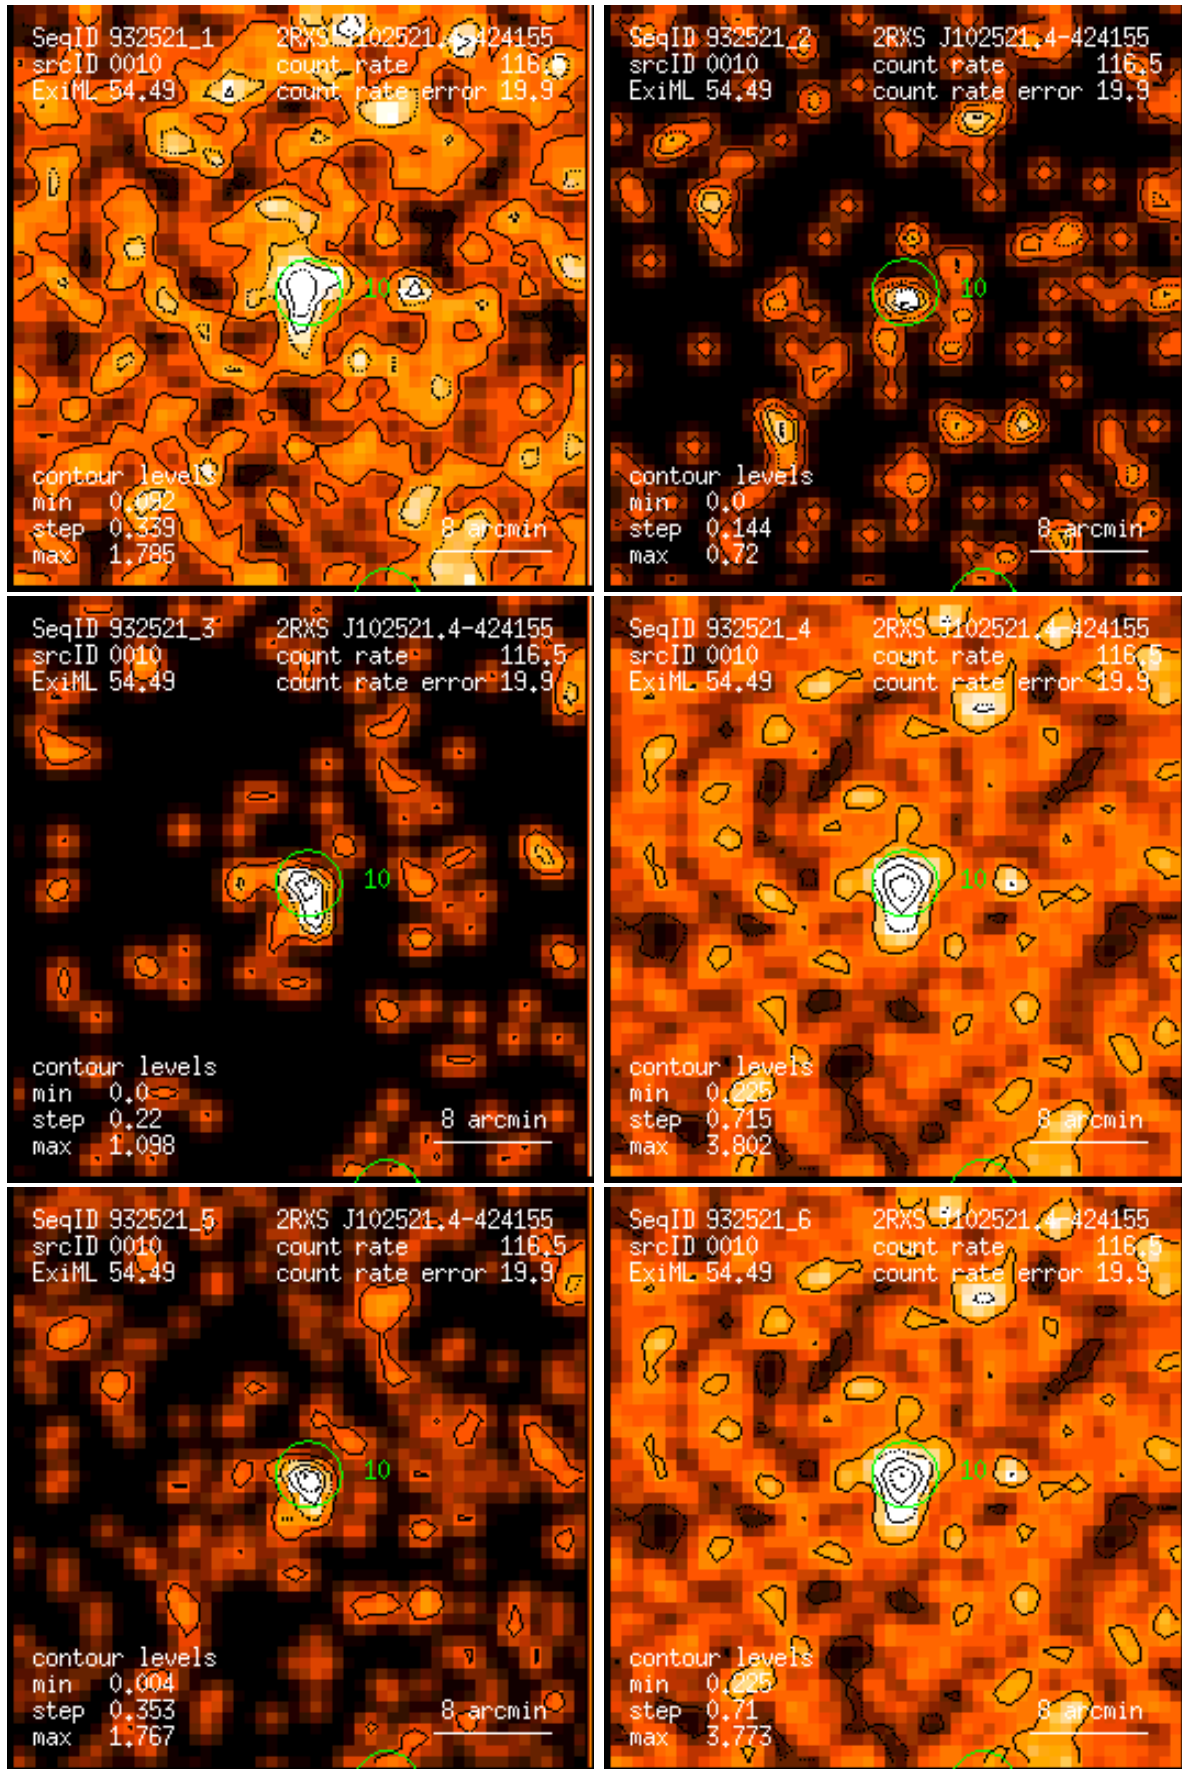 SeqID 932521_1 2RXS J102521.4-424155
srcID 0010 count rate 116.5
ExiML 54.49 count rate error 19.9
10
contour levels
min 0.092
step 0.339 8 arcmin
max 1.785
SeqID 932521_2 2RXS J102521.4-424155
srcID 0010 count rate 116.5
ExiML 54.49 count rate error 19.9
10
contour levels
min 0.0
step 0.144 8 arcmin
max 0.72
SeqID 932521_3 2RXS J102521.4-424155
srcID 0010 count rate 116.5
ExiML 54.49 count rate error 19.9
10
contour levels
min 0.0
step 0.22 8 arcmin
max 1.098
SeqID 932521_4 2RXS J102521.4-424155
srcID 0010 count rate 116.5
ExiML 54.49 count rate error 19.9
10
contour levels
min 0.225
step 0.715 8 arcmin
max 3.802
SeqID 932521_5 2RXS J102521.4-424155
srcID 0010 count rate 116.5
ExiML 54.49 count rate error 19.9
10
contour levels
min 0.004
step 0.353 8 arcmin
max 1.767
SeqID 932521_6 2RXS J102521.4-424155
srcID 0010 count rate 116.5
ExiML 54.49 count rate error 19.9
10
contour levels
min 0.225
step 0.71 8 arcmin
max 3.773